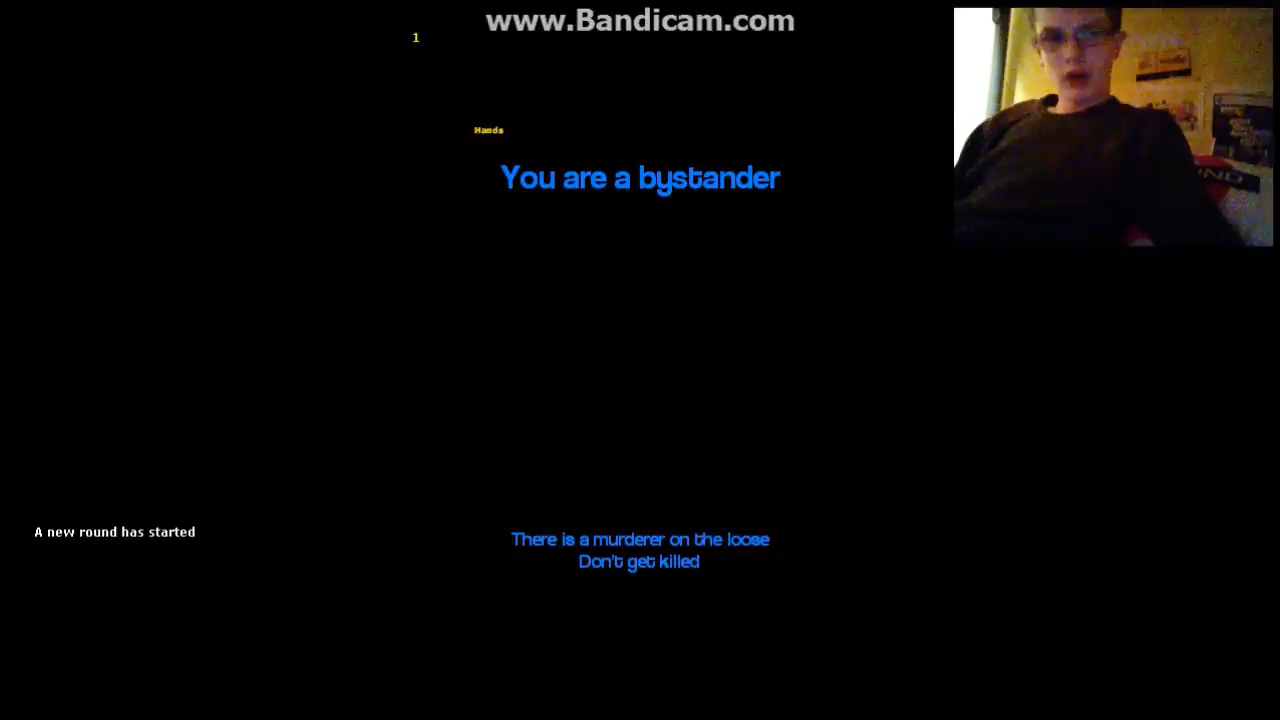 www.Bandicam.com
1
Hands
You are a bystander
A new round has started
There is a murderer on the loose
Don't get killed